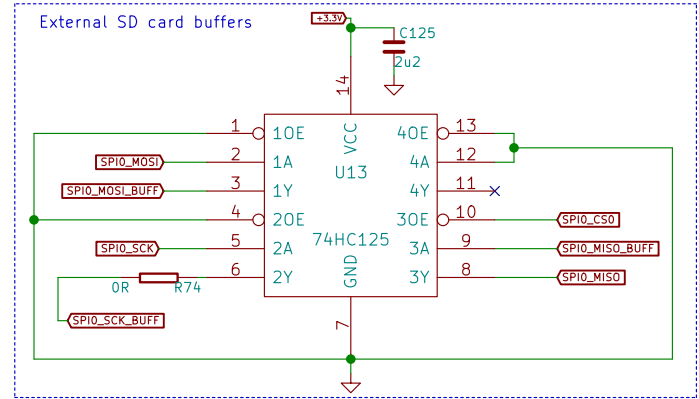 External SD card buffers
+3.3V
C125
2u2
14
VCC
1 1OE 4OE 13
SPI0_MOSI 2 1A 4A 12
U13
SPI0_MOSI_BUFF 3 1Y 4Y 11
4 2OE 3OE 10 SPI0_CS0
74HC125
SPI0_SCK 5 2A 3A 9 SPI0_MISO_BUFF
6 2Y 3Y 8 SPI0_MISO
GND
0R R74
SPI0_SCK_BUFF
7